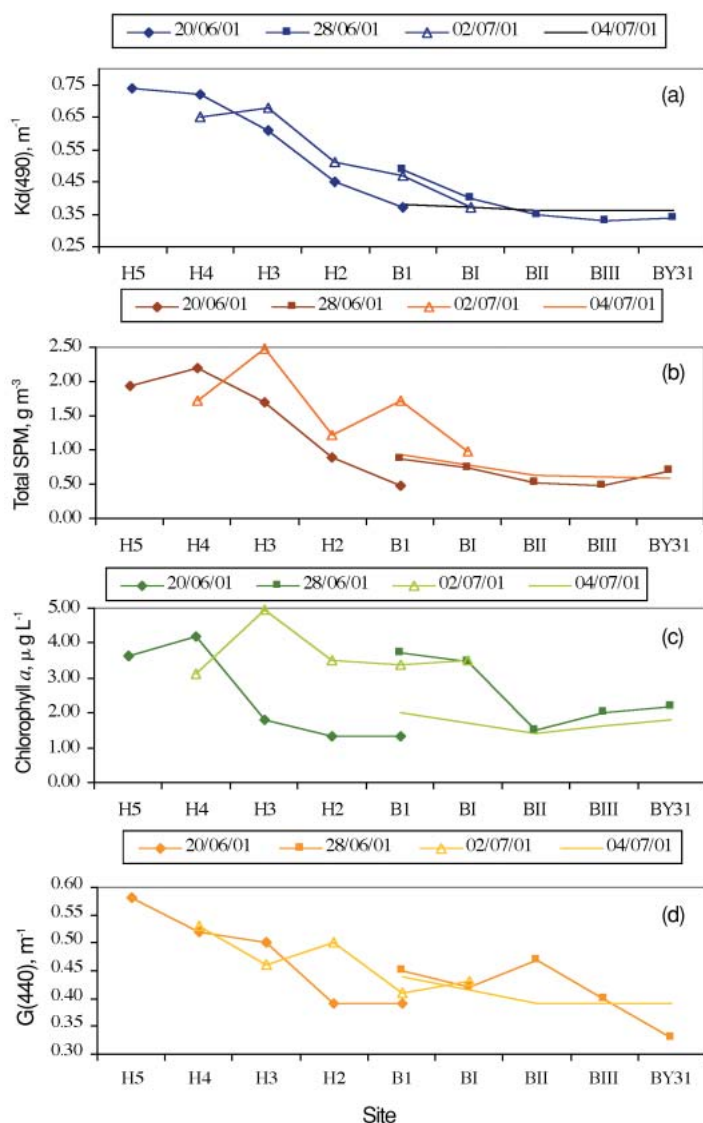 20/06/01 28/06/01 02/07/01 04/07/01
(a)
Kd(490), m⁻¹
0.75
0.65
0.55
0.45
0.35
0.25
H5 H4 H3 H2 B1 BI BII BIII BY31
20/06/01 28/06/01 02/07/01 04/07/01
(b)
Total SPM, g m⁻³
2.50
2.00
1.50
1.00
0.50
0.00
H5 H4 H3 H2 B1 BI BII BIII BY31
20/06/01 28/06/01 02/07/01 04/07/01
(c)
Chlorophyll a, µg L⁻¹
5.00
4.00
3.00
2.00
1.00
0.00
H5 H4 H3 H2 B1 BI BII BIII BY31
20/06/01 28/06/01 02/07/01 04/07/01
(d)
G(440), m⁻¹
0.60
0.55
0.50
0.45
0.40
0.35
0.30
H5 H4 H3 H2 B1 BI BII BIII BY31
Site